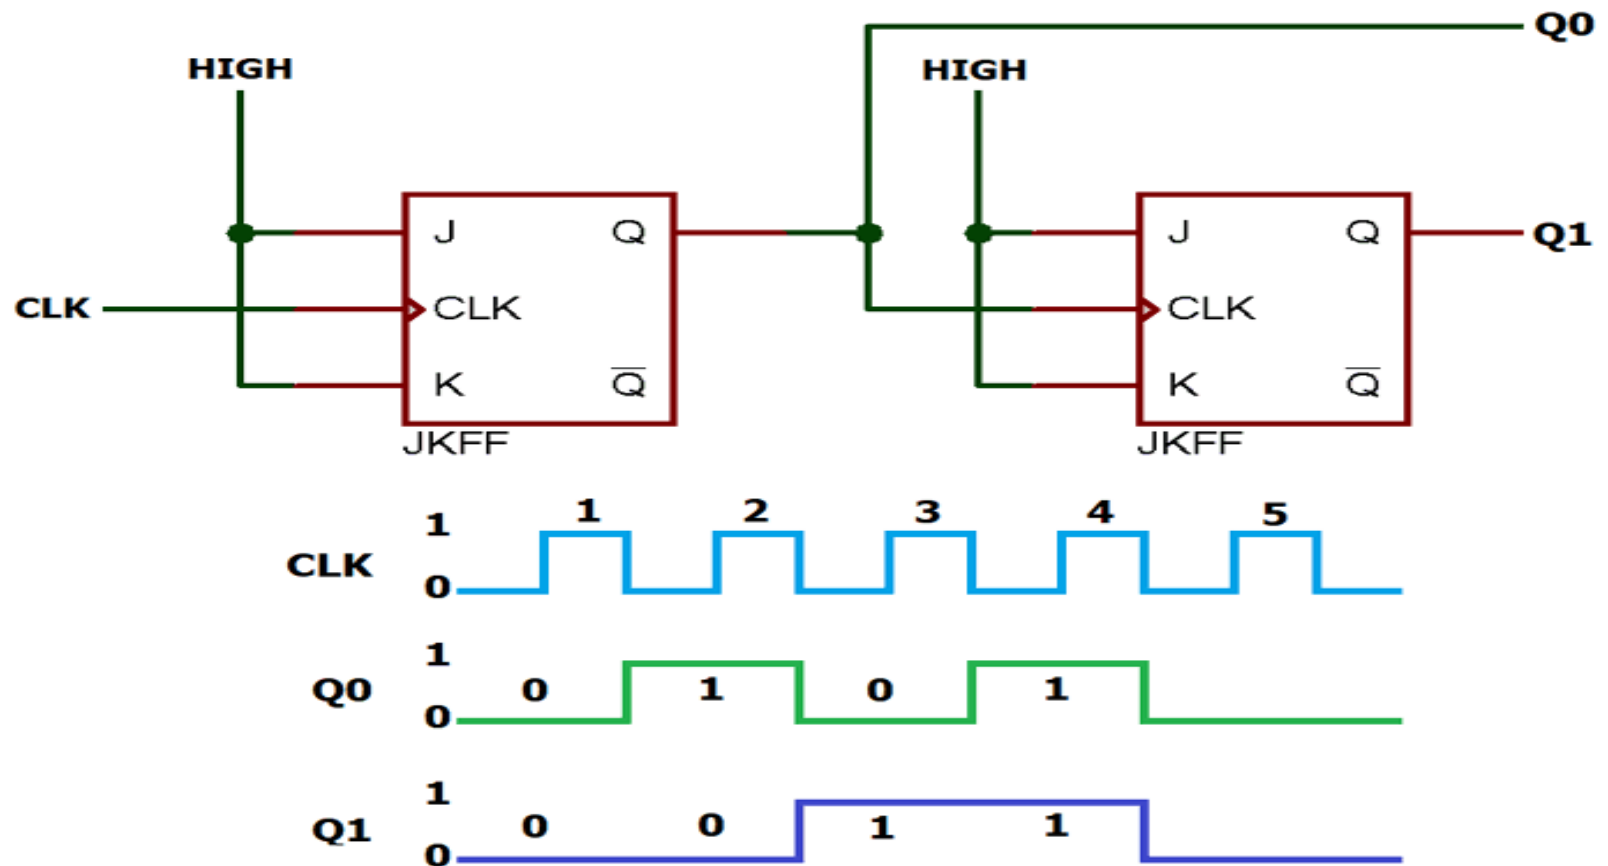 Q0
HIGH HIGH
J Q J Q Q1
CLK CLK CLK
K Q̅ K Q̅
JKFF JKFF
1 2 3 4 5
1
CLK
0
1
Q0 0 1 0 1
0
1
Q1 0 0 1 1
0